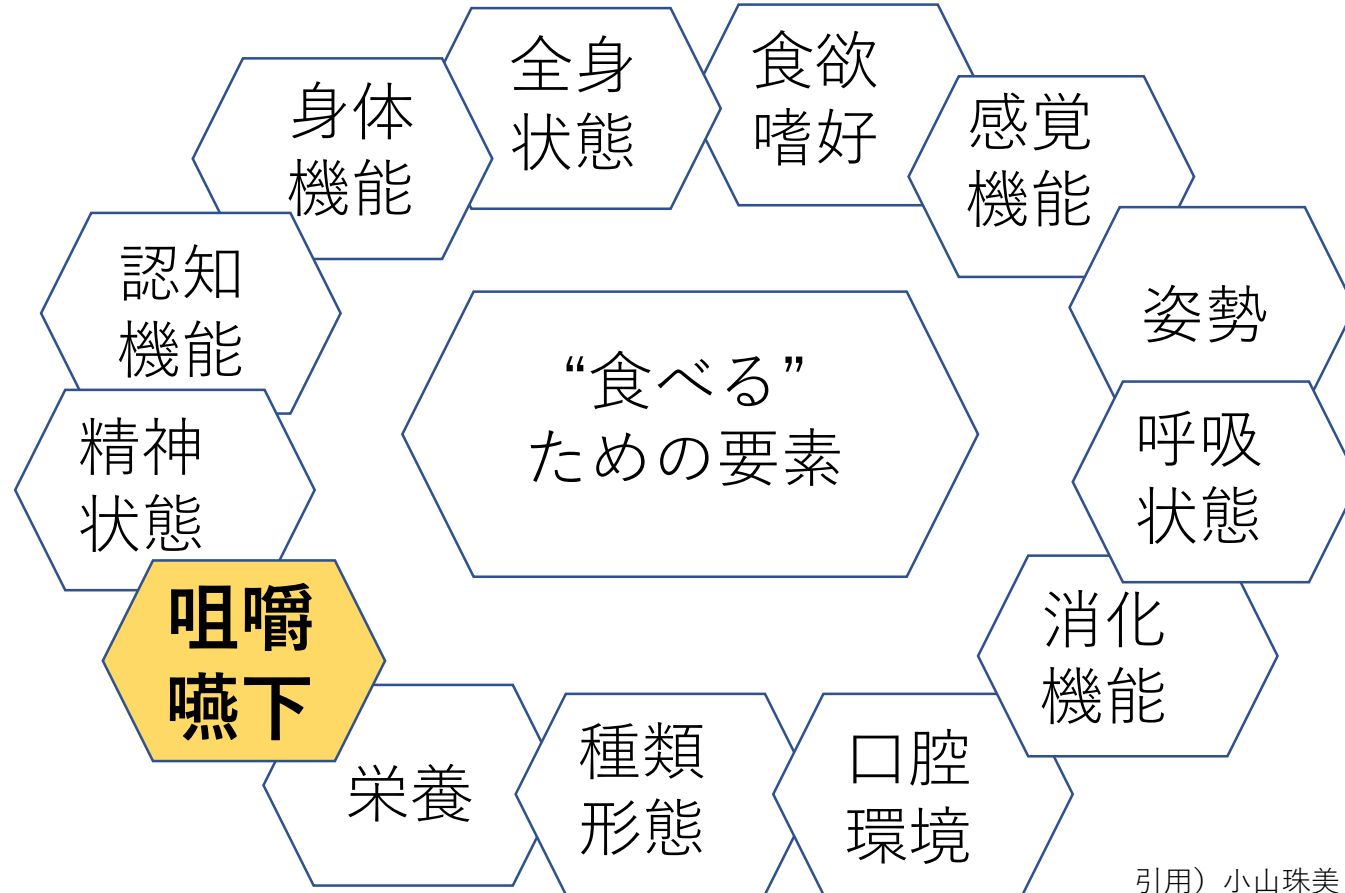 全身
状態
食欲
嗜好
感覚
機能
姿勢
呼吸
状態
消化
機能
口腔
環境
種類
形態
栄養
咀嚼
嚥下
精神
状態
認知
機能
身体
機能
“食べる”
ための要素
引用）小山珠美